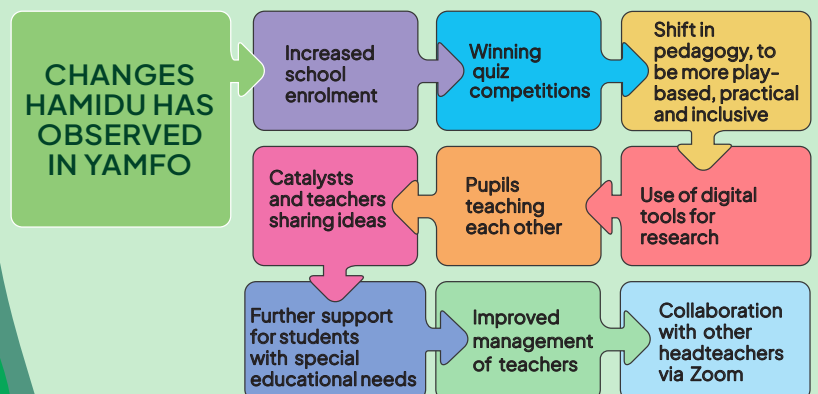 CHANGES
HAMIDU HAS
OBSERVED
IN YAMFO
Increased
school
enrolment
Winning
quiz
competitions
Shift in
pedagogy, to
be more play-
based, practical
and inclusive
Use of digital
tools for
research
Pupils
teaching
each other
Catalysts
and teachers
sharing ideas
Further support
for students
with special
educational needs
Improved
management
of teachers
Collaboration
with other
headteachers
via Zoom